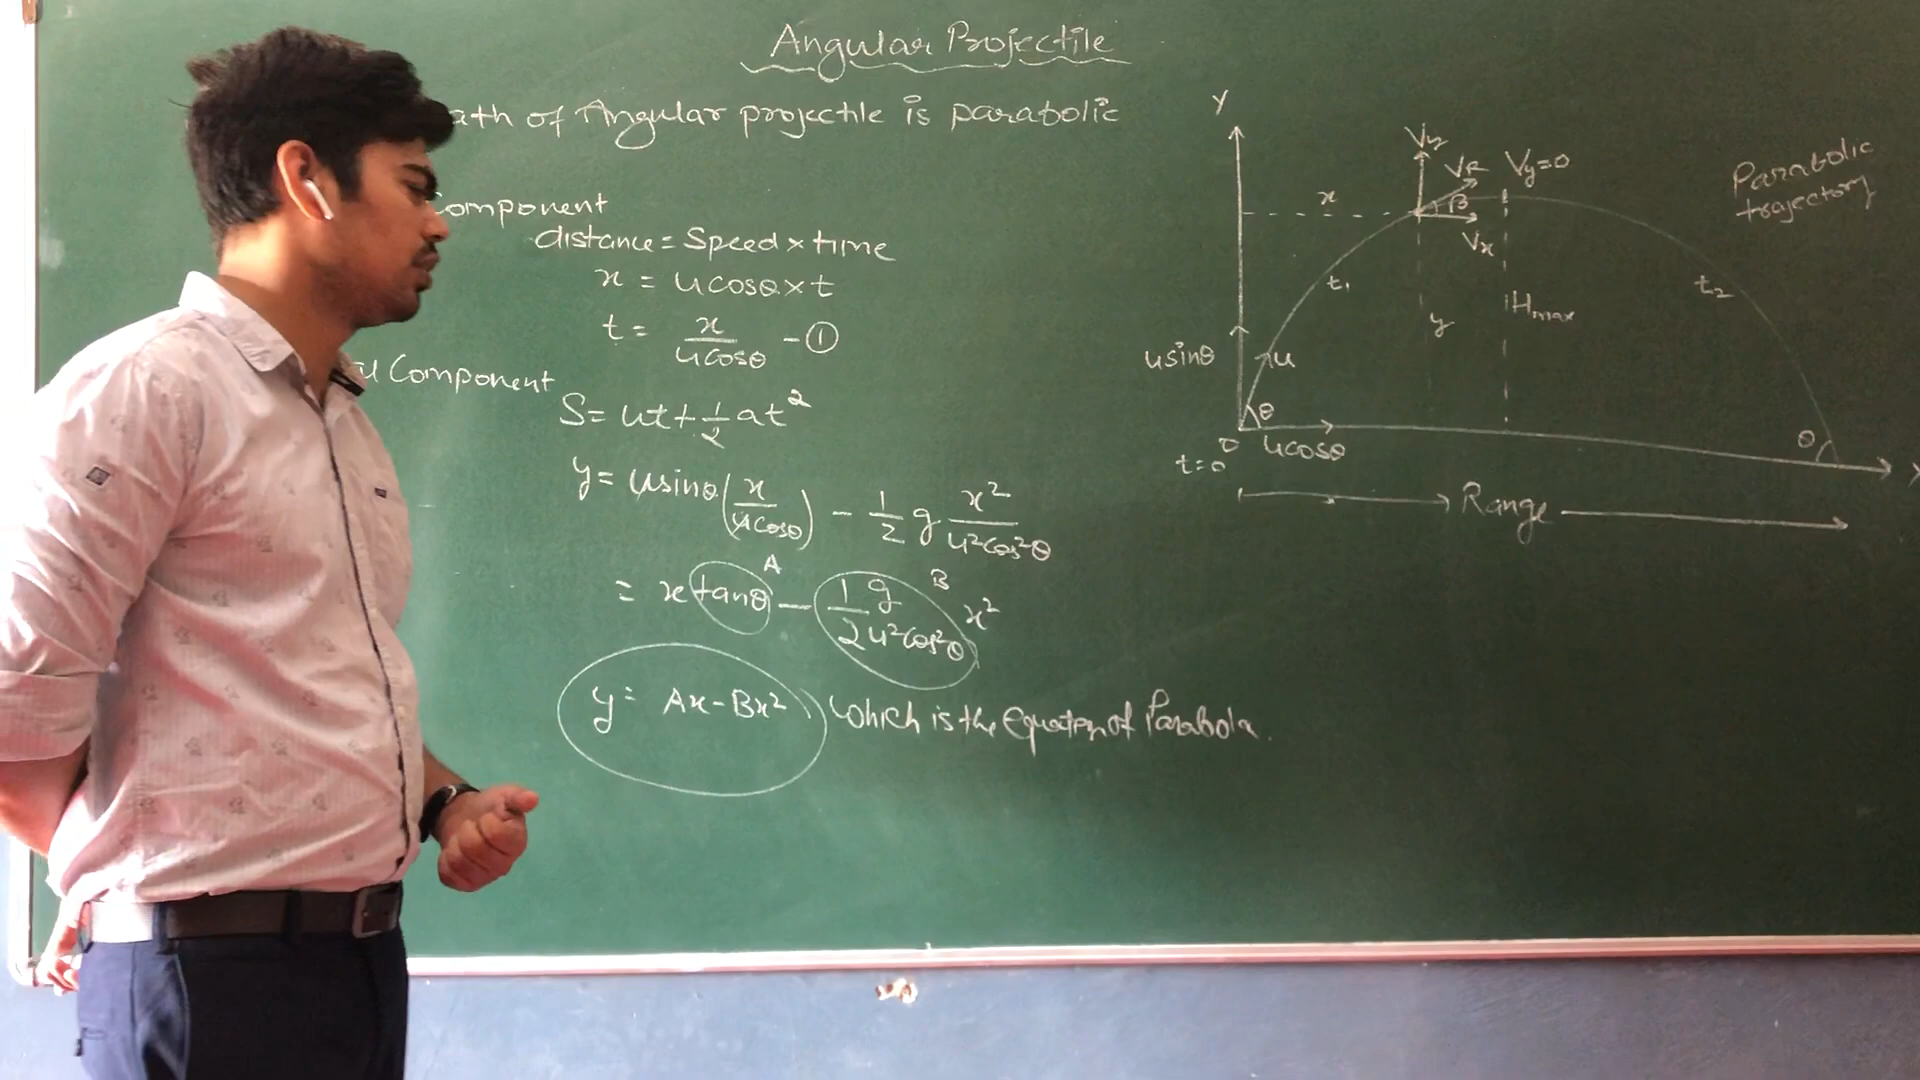 Angular Projectile
ath of Angular projectile is parabolic
Component
distance = Speed × time
x = ucosθ × t
t = x/ucosθ - ①
Component
S = ut + 1/2 at²
y = usinθ (x/ucosθ) - 1/2 g x²/u²cos²θ
A
B
= x tanθ - 1g/2u²cos²θ x²
y = Ax - Bx², which is the Equation of Parabola.
Y
Vy
VR
Vy=0
Parabolic
trajectory
x
β
Vx
t₁
t₂
Hmax
y
usinθ
u
θ
θ
0
ucosθ
t=0
Range